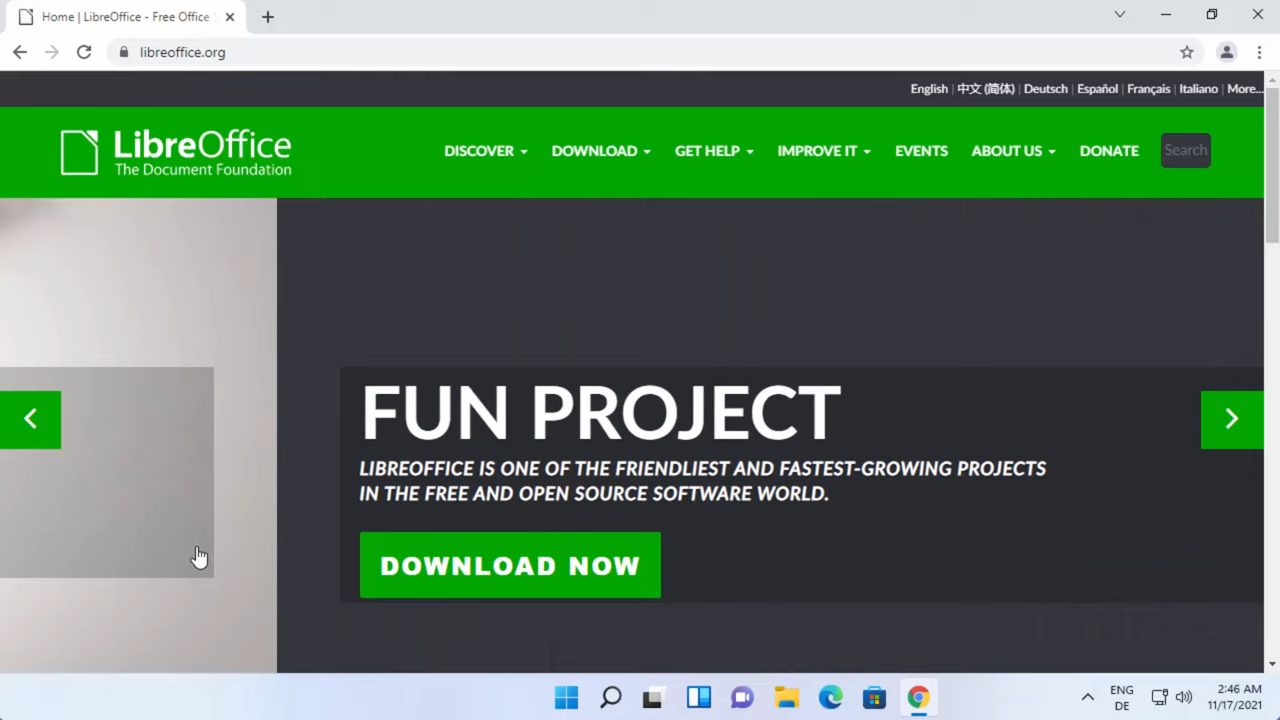 Home | LibreOffice - Free Office
libreoffice.org
English | 中文 (简体) | Deutsch | Español | Français | Italiano | More...
LibreOffice
The Document Foundation
DISCOVER DOWNLOAD GET HELP IMPROVE IT EVENTS ABOUT US DONATE Search
FUN PROJECT
LIBREOFFICE IS ONE OF THE FRIENDLIEST AND FASTEST-GROWING PROJECTS
IN THE FREE AND OPEN SOURCE SOFTWARE WORLD.
DOWNLOAD NOW
ENG
DE
2:46 AM
11/17/2021